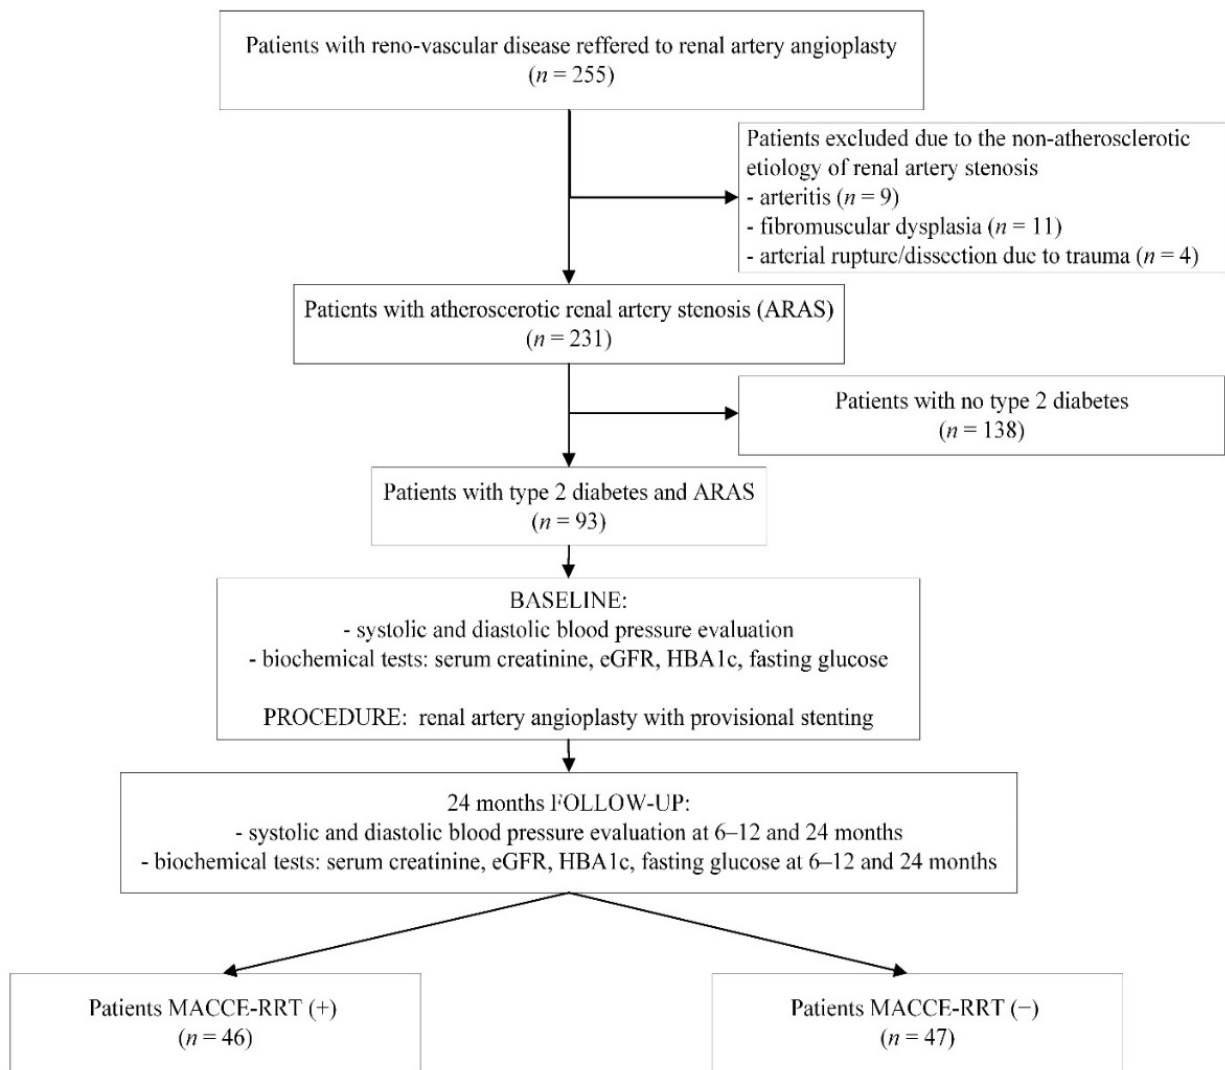 Patients with reno-vascular disease reffered to renal artery angioplasty
(n = 255)
Patients excluded due to the non-atherosclerotic
etiology of renal artery stenosis
- arteritis (n = 9)
- fibromuscular dysplasia (n = 11)
- arterial rupture/dissection due to trauma (n = 4)
Patients with atheroscerotic renal artery stenosis (ARAS)
(n = 231)
Patients with no type 2 diabetes
(n = 138)
Patients with type 2 diabetes and ARAS
(n = 93)
BASELINE:
- systolic and diastolic blood pressure evaluation
- biochemical tests: serum creatinine, eGFR, HBA1c, fasting glucose
PROCEDURE: renal artery angioplasty with provisional stenting
24 months FOLLOW-UP:
- systolic and diastolic blood pressure evaluation at 6–12 and 24 months
- biochemical tests: serum creatinine, eGFR, HBA1c, fasting glucose at 6–12 and 24 months
Patients MACCE-RRT (+)
(n = 46)
Patients MACCE-RRT (−)
(n = 47)